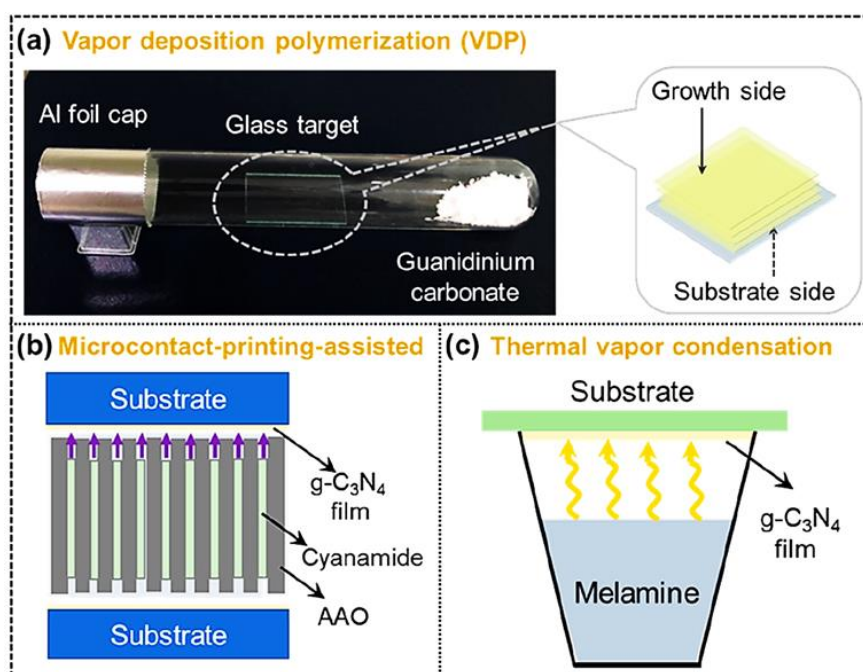 (a) Vapor deposition polymerization (VDP)
Al foil cap
Glass target
Guanidinium
carbonate
Growth side
Substrate side
(b) Microcontact-printing-assisted
Substrate
g-C₃N₄
film
Cyanamide
AAO
Substrate
(c) Thermal vapor condensation
Substrate
g-C₃N₄
film
Melamine